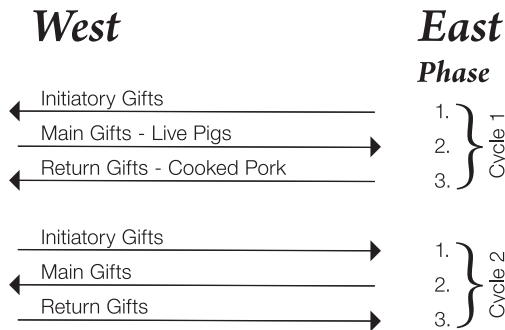 West East
Phase
Initiatory Gifts 1.
Main Gifts - Live Pigs 2.
Return Gifts - Cooked Pork 3.
Cycle 1
Initiatory Gifts 1.
Main Gifts 2.
Return Gifts 3.
Cycle 2